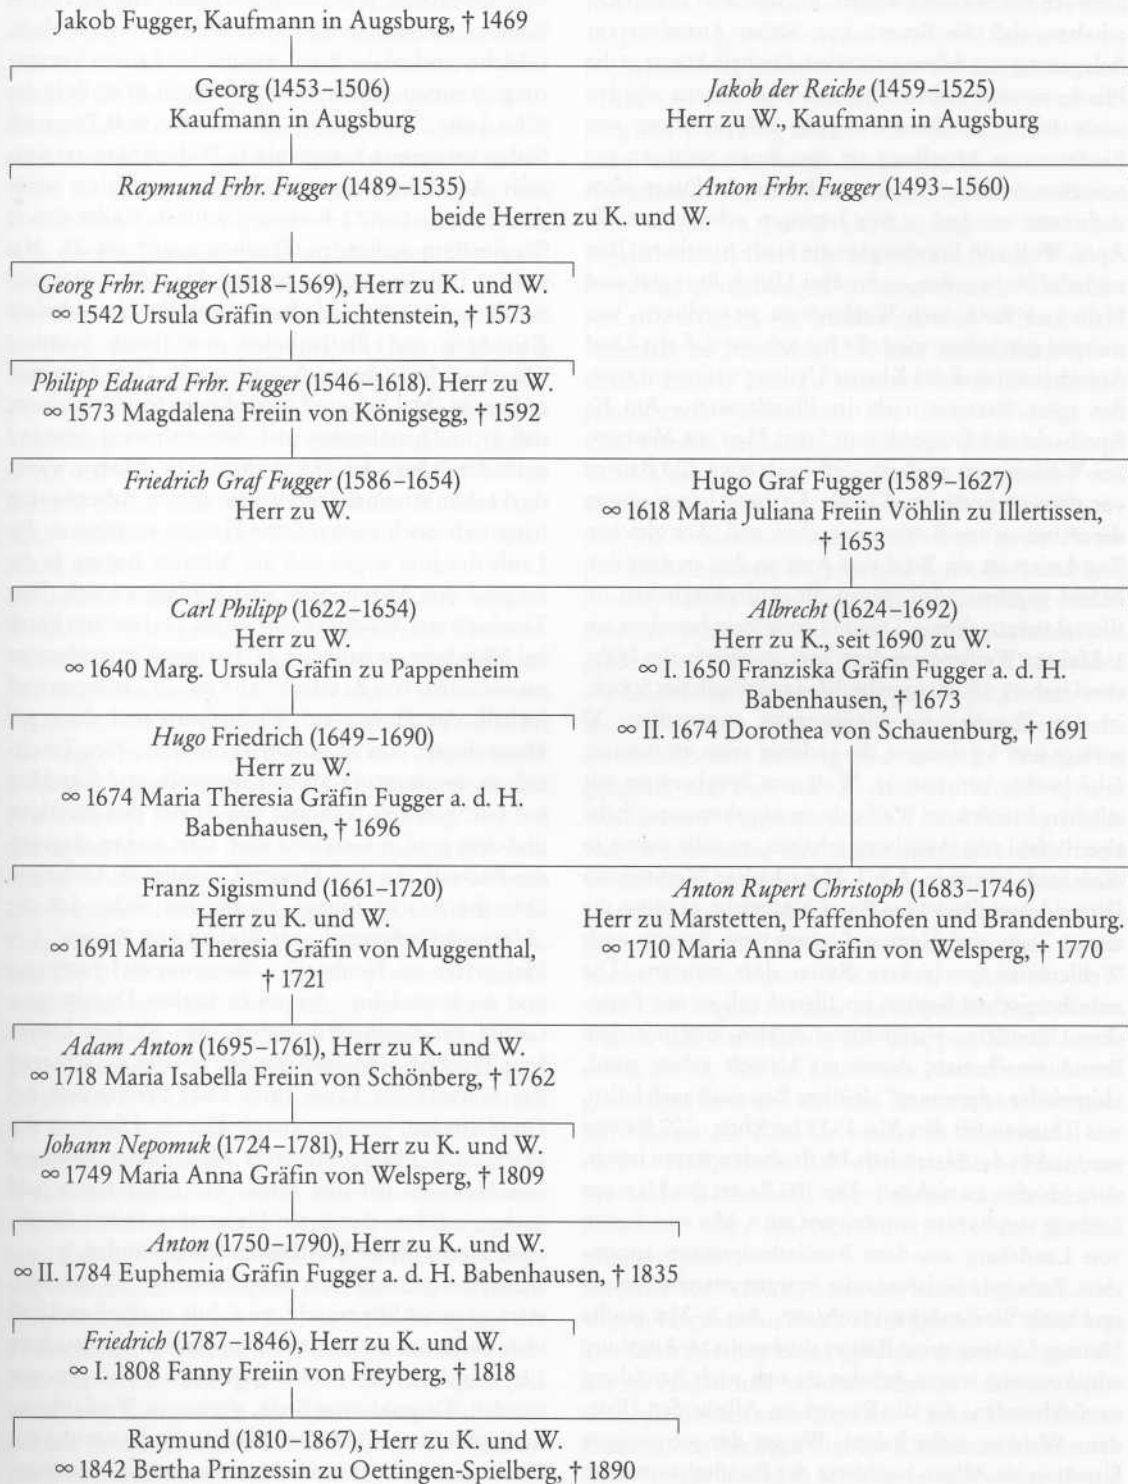 Jakob Fugger, Kaufmann in Augsburg, † 1469
Georg (1453–1506)
Kaufmann in Augsburg
Jakob der Reiche (1459–1525)
Herr zu W., Kaufmann in Augsburg
Raymund Frhr. Fugger (1489–1535)
Anton Frhr. Fugger (1493–1560)
beide Herren zu K. und W.
Georg Frhr. Fugger (1518–1569), Herr zu K. und W.
∞ 1542 Ursula Gräfin von Lichtenstein, † 1573
Philipp Eduard Frhr. Fugger (1546–1618). Herr zu W.
∞ 1573 Magdalena Freiin von Königsegg, † 1592
Friedrich Graf Fugger (1586–1654)
Herr zu W.
Hugo Graf Fugger (1589–1627)
∞ 1618 Maria Juliana Freiin Vöhlin zu Illertissen,
† 1653
Carl Philipp (1622–1654)
Herr zu W.
∞ 1640 Marg. Ursula Gräfin zu Pappenheim
Albrecht (1624–1692)
Herr zu K., seit 1690 zu W.
∞ I. 1650 Franziska Gräfin Fugger a. d. H.
Babenhausen, † 1673
∞ II. 1674 Dorothea von Schauenburg, † 1691
Hugo Friedrich (1649–1690)
Herr zu W.
∞ 1674 Maria Theresia Gräfin Fugger a. d. H.
Babenhausen, † 1696
Franz Sigismund (1661–1720)
Herr zu K. und W.
∞ 1691 Maria Theresia Gräfin von Muggenthal,
† 1721
Anton Rupert Christoph (1683–1746)
Herr zu Marstetten, Pfaffenhofen und Brandenburg.
∞ 1710 Maria Anna Gräfin von Welsperg, † 1770
Adam Anton (1695–1761), Herr zu K. und W.
∞ 1718 Maria Isabella Freiin von Schönberg, † 1762
Johann Nepomuk (1724–1781), Herr zu K. und W.
∞ 1749 Maria Anna Gräfin von Welsperg, † 1809
Anton (1750–1790), Herr zu K. und W.
∞ II. 1784 Euphemia Gräfin Fugger a. d. H. Babenhausen, † 1835
Friedrich (1787–1846), Herr zu K. und W.
∞ I. 1808 Fanny Freiin von Freyberg, † 1818
Raymund (1810–1867), Herr zu K. und W.
∞ 1842 Bertha Prinzessin zu Oettingen-Spielberg, † 1890